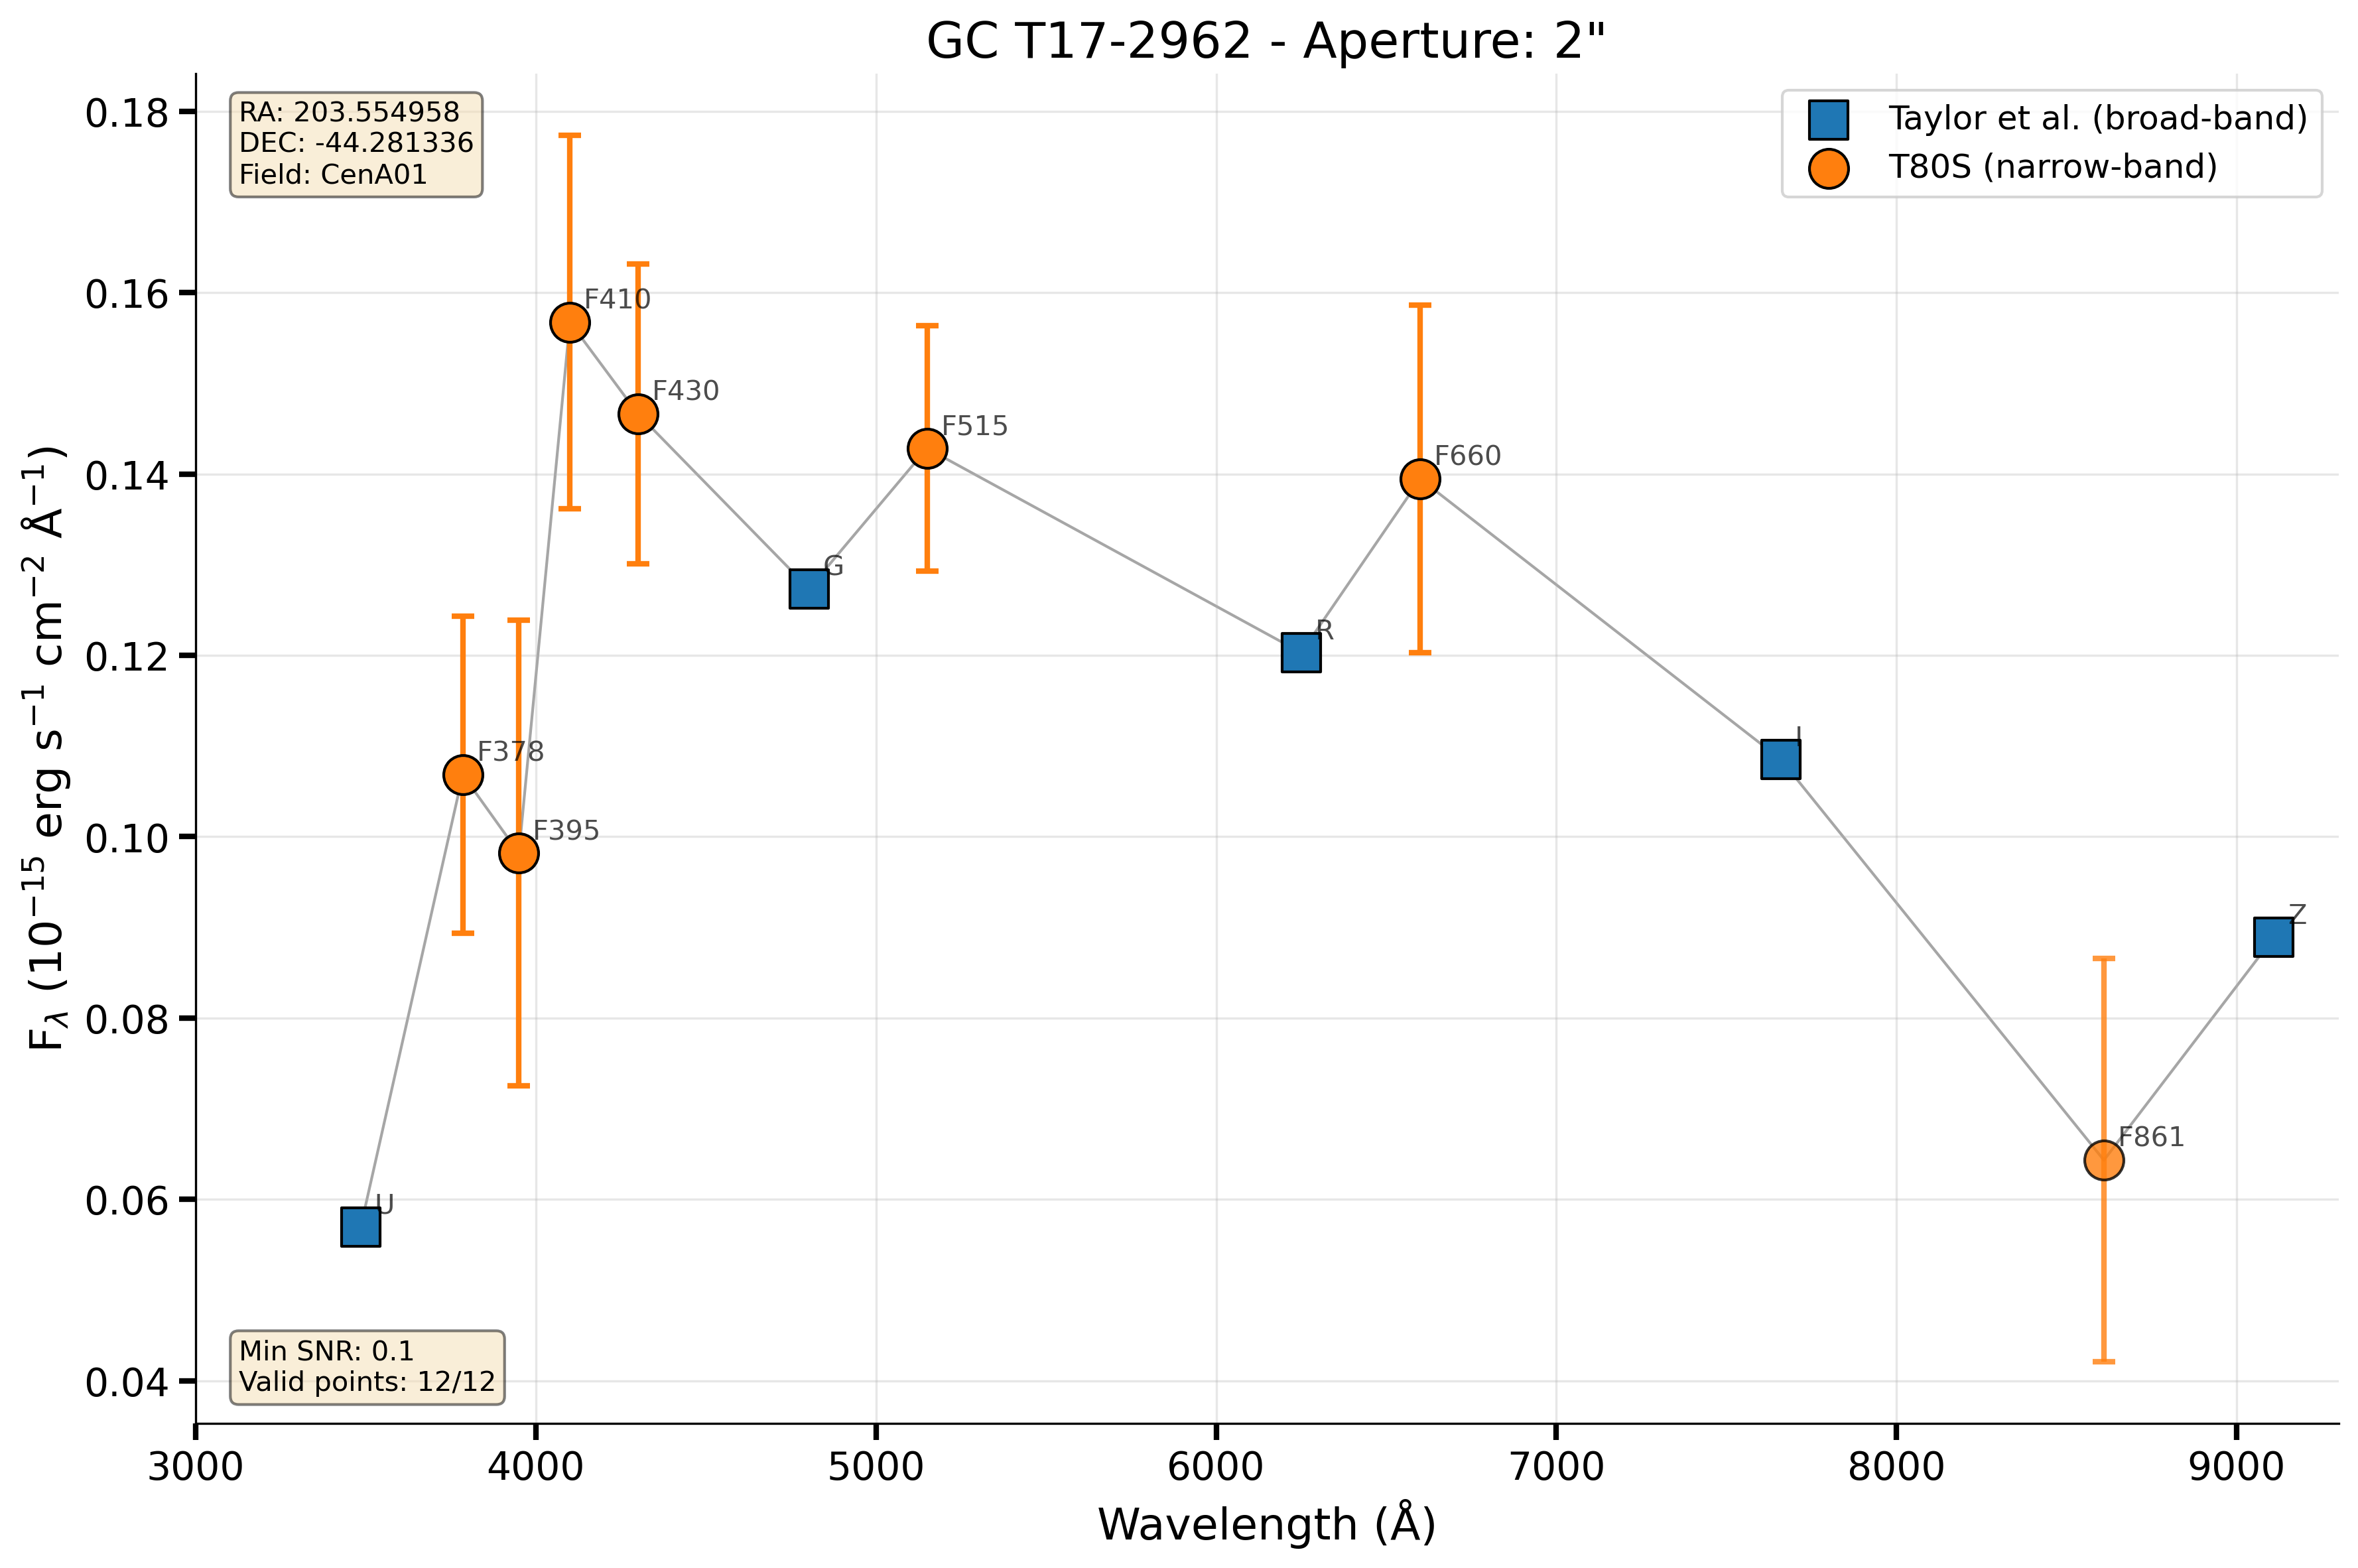 GC T17-2962 - Aperture: 2"
RA: 203.554958
DEC: -44.281336
Field: CenA01
Taylor et al. (broad-band)
T80S (narrow-band)
0.18
0.16
0.14
0.12
0.10
0.08
0.06
0.04
F_λ (10⁻¹⁵ erg s⁻¹ cm⁻² Å⁻¹)
F410
F430
F515
F660
G
R
F378
F395
I
Z
F861
U
Min SNR: 0.1
Valid points: 12/12
3000 4000 5000 6000 7000 8000 9000
Wavelength (Å)